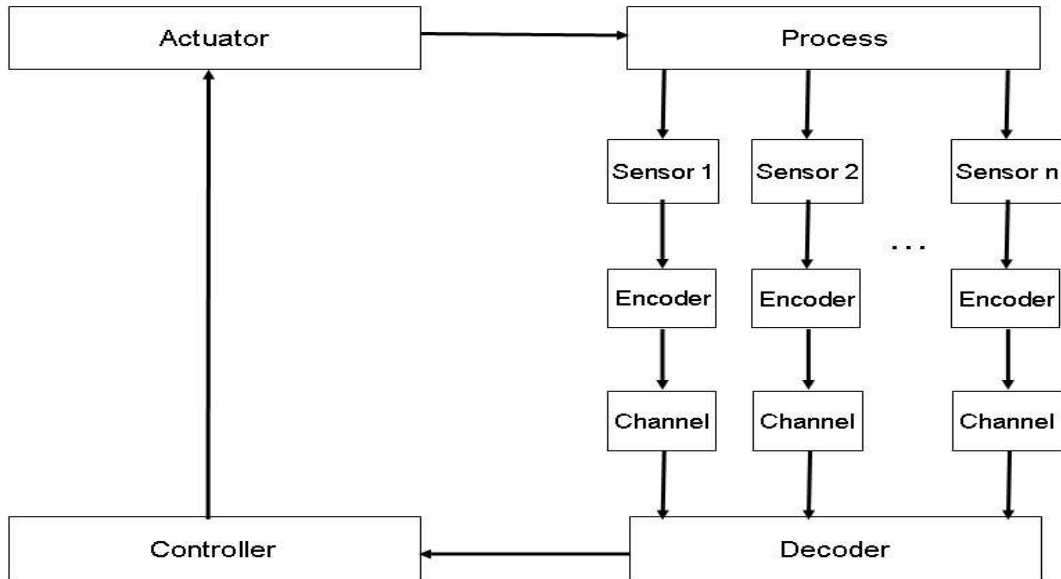 Actuator
Process
Sensor 1
Sensor 2
Sensor n
...
Encoder
Encoder
Encoder
Channel
Channel
Channel
Controller
Decoder